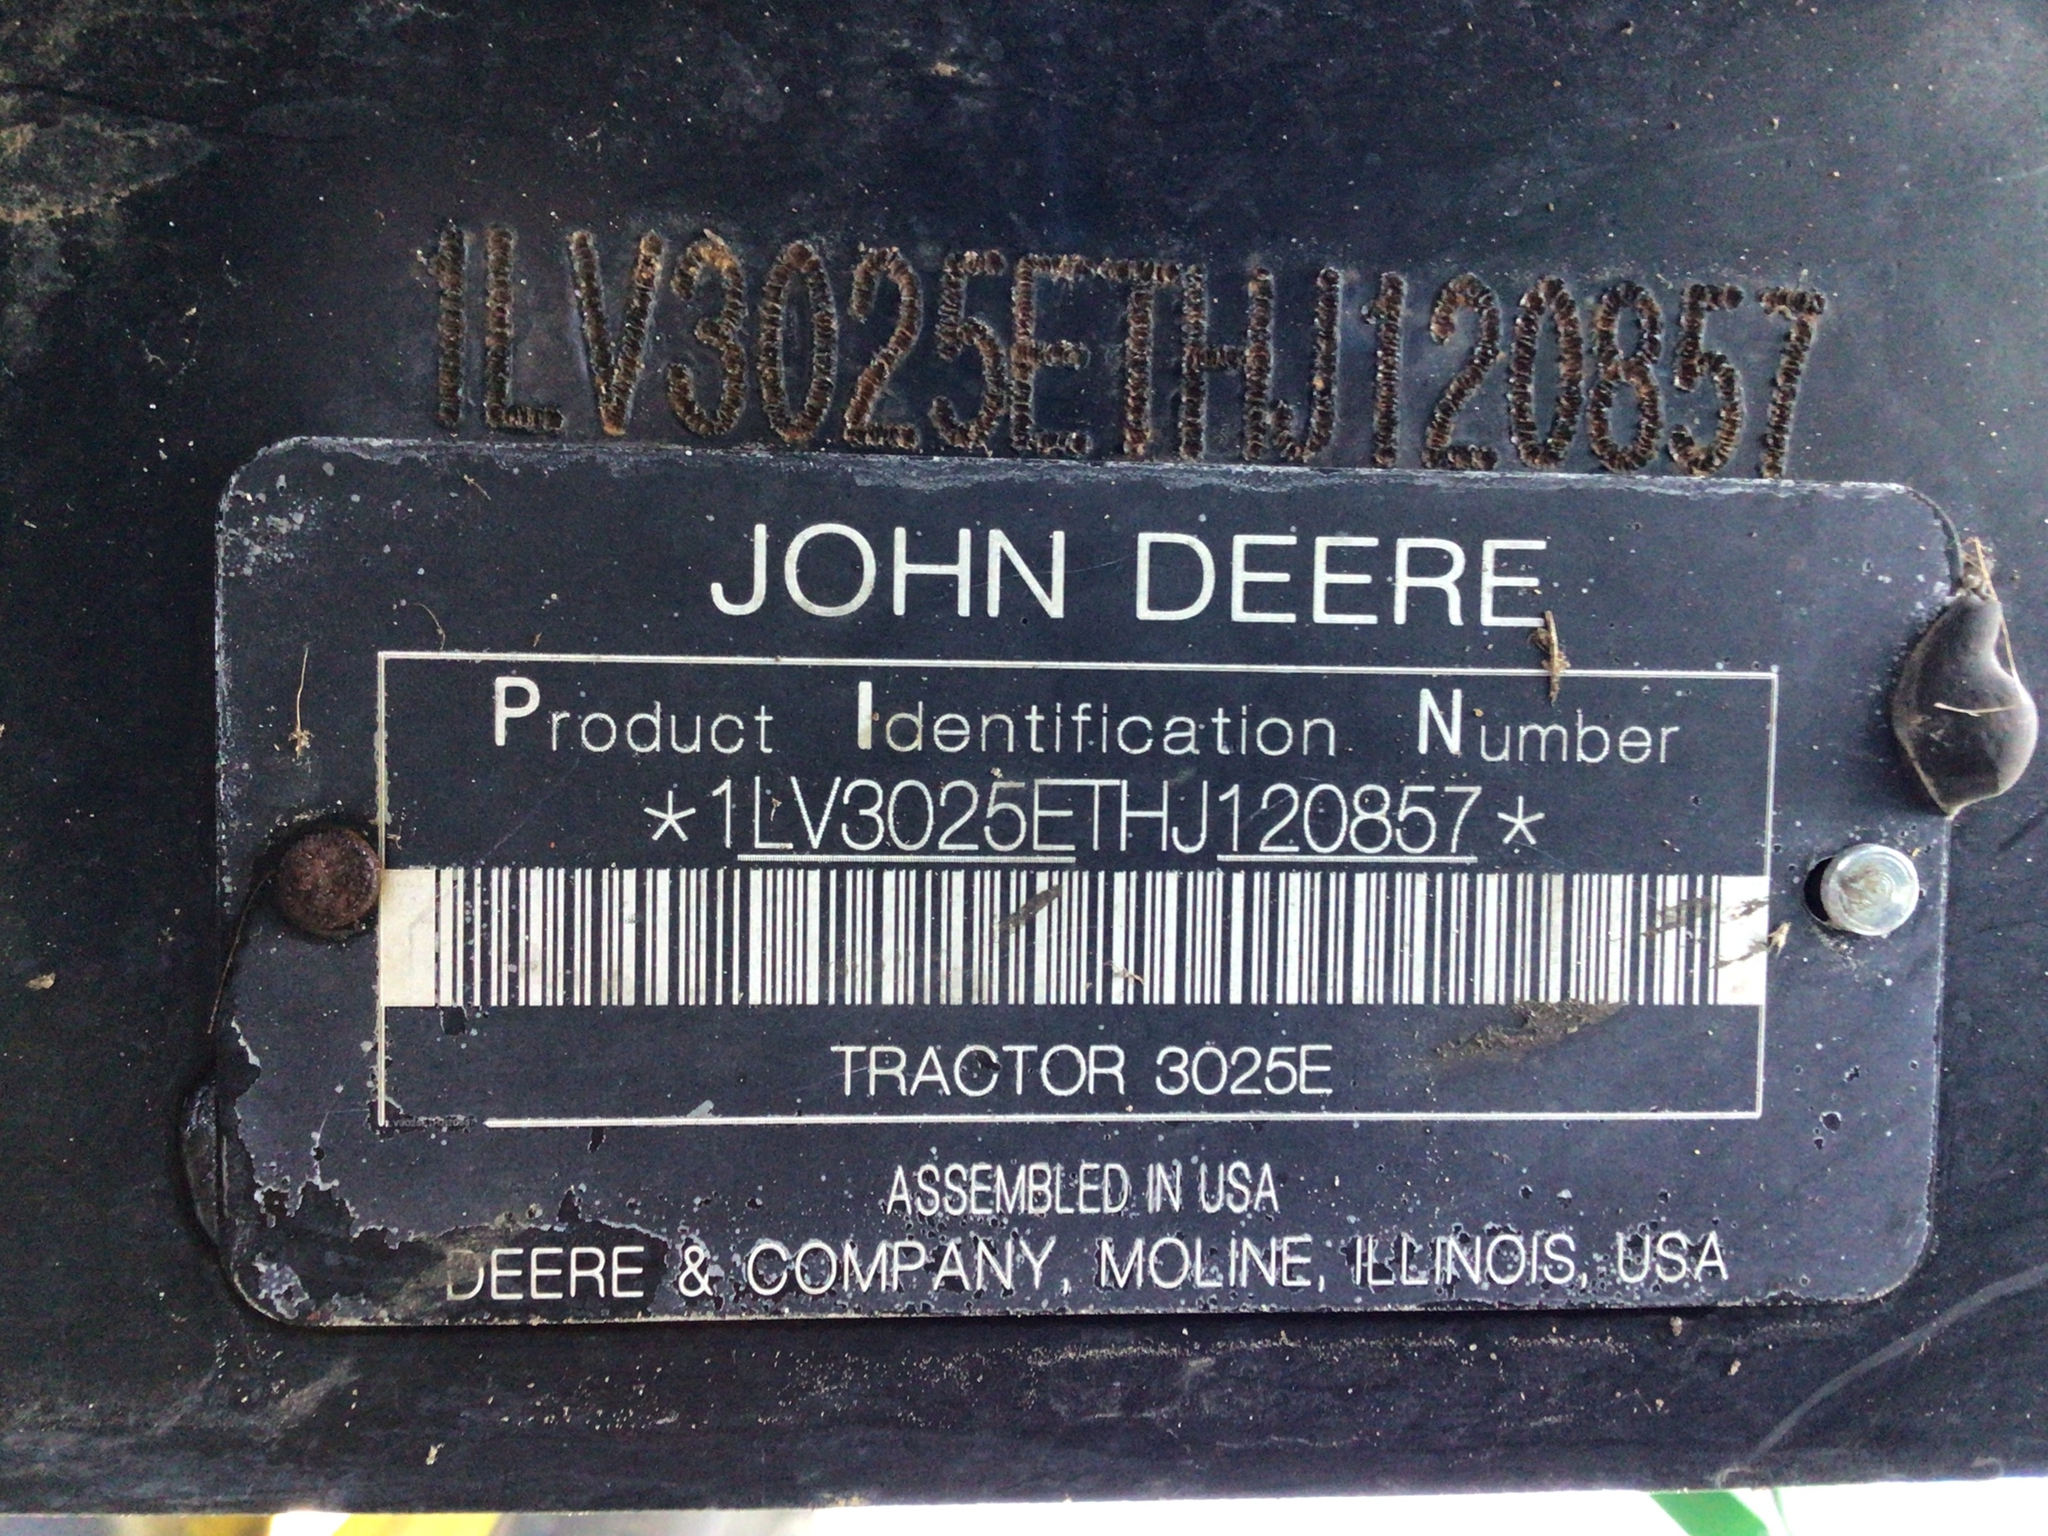 1LV3025ETHJ120857
JOHN DEERE
Product Identification Number
*1LV3025ETHJ120857*
TRACTOR 3025E
ASSEMBLED IN USA
DEERE & COMPANY, MOLINE, ILLINOIS, USA